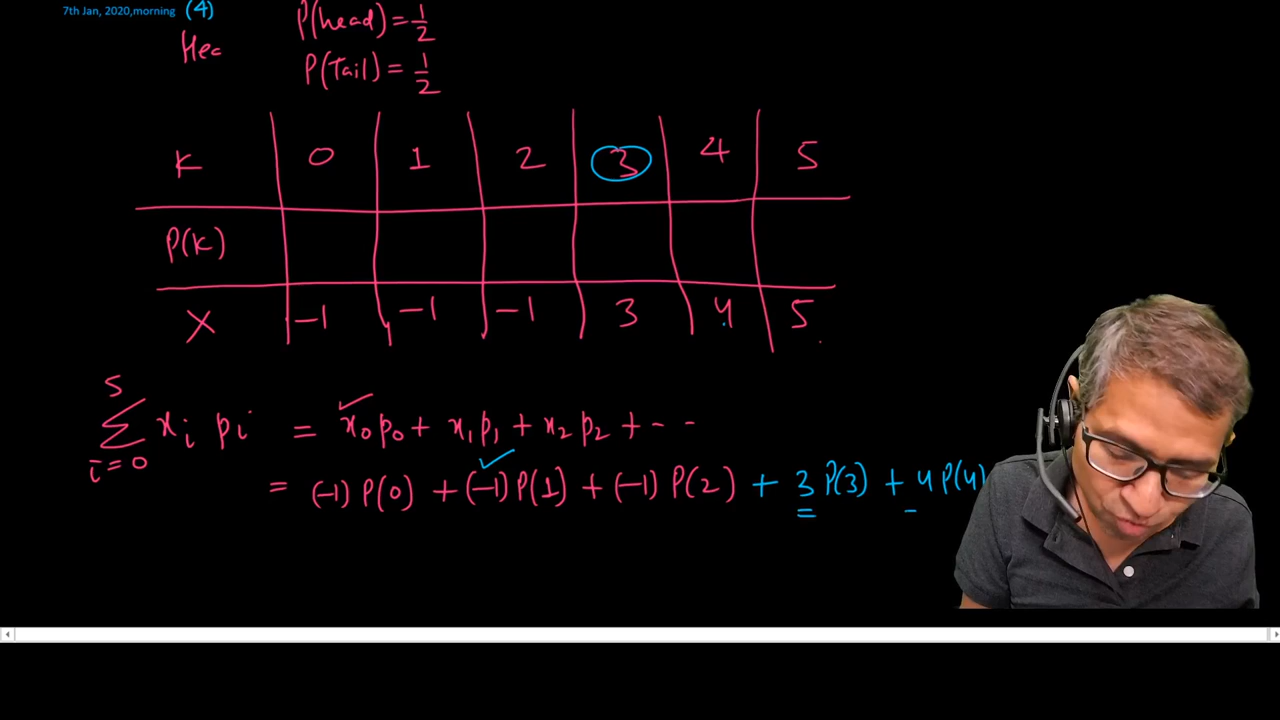 7th Jan, 2020,morning (4)
P(head) = 1/2
Hea
P(Tail) = 1/2
K 0 1 2 3 4 5
P(K)
X -1 -1 -1 3 4 5
5
∑ xi pi = x0p0 + x1p1 + x2p2 + - -
i=0
= (-1) P(0) + (-1) P(1) + (-1) P(2) + 3 P(3) + 4 P(4)